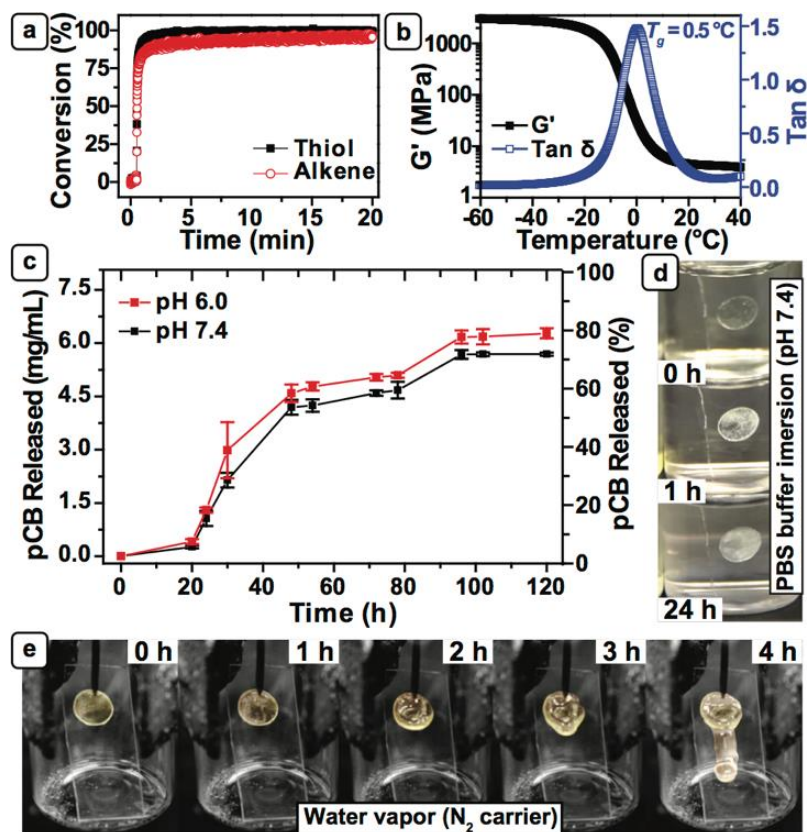 a
Conversion (%)
100
75
50
25
0
0
5
10
15
20
Time (min)
Thiol
Alkene
b
G' (MPa)
1000
100
10
1
-60
-40
-20
0
20
40
Temperature (°C)
Tg = 0.5 °C
G'
Tan δ
1.5
1.0
0.5
0.0
Tan δ
c
pCB Released (mg/mL)
7.5
6.0
4.5
3.0
1.5
0.0
pH 6.0
pH 7.4
0
20
40
60
80
100
120
Time (h)
100
80
60
40
20
0
pCB Released (%)
d
0 h
1 h
24 h
PBS buffer imersion (pH 7.4)
e
0 h
1 h
2 h
3 h
4 h
Water vapor (N2 carrier)